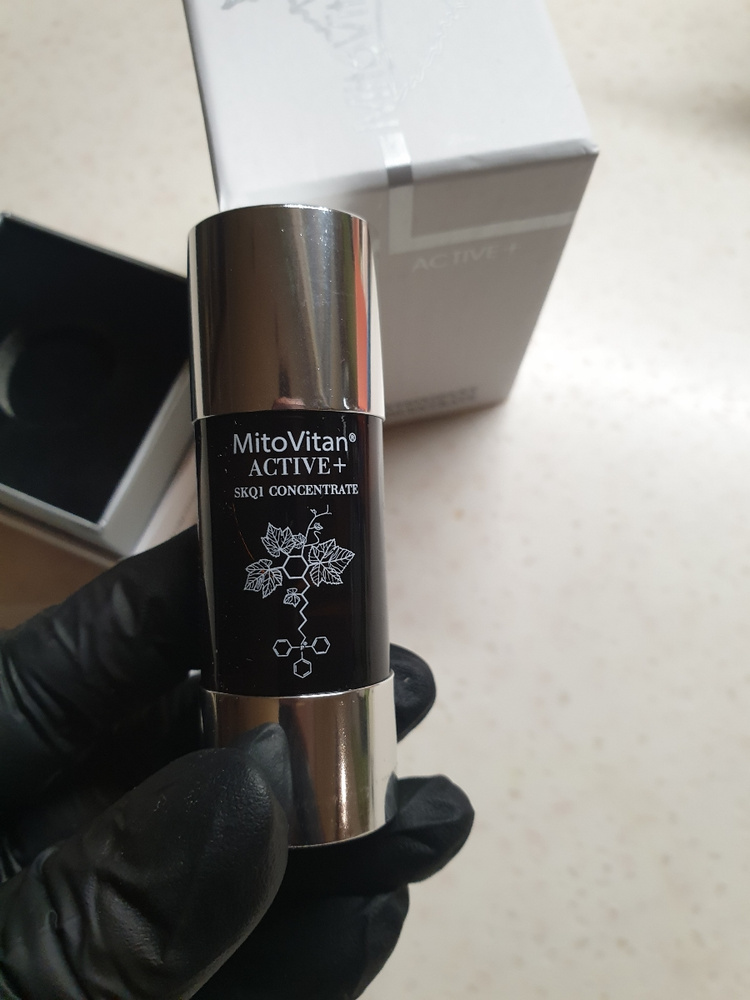 ACTIVE+
MitoVitan®
ACTIVE+
SKQ1 CONCENTRATE